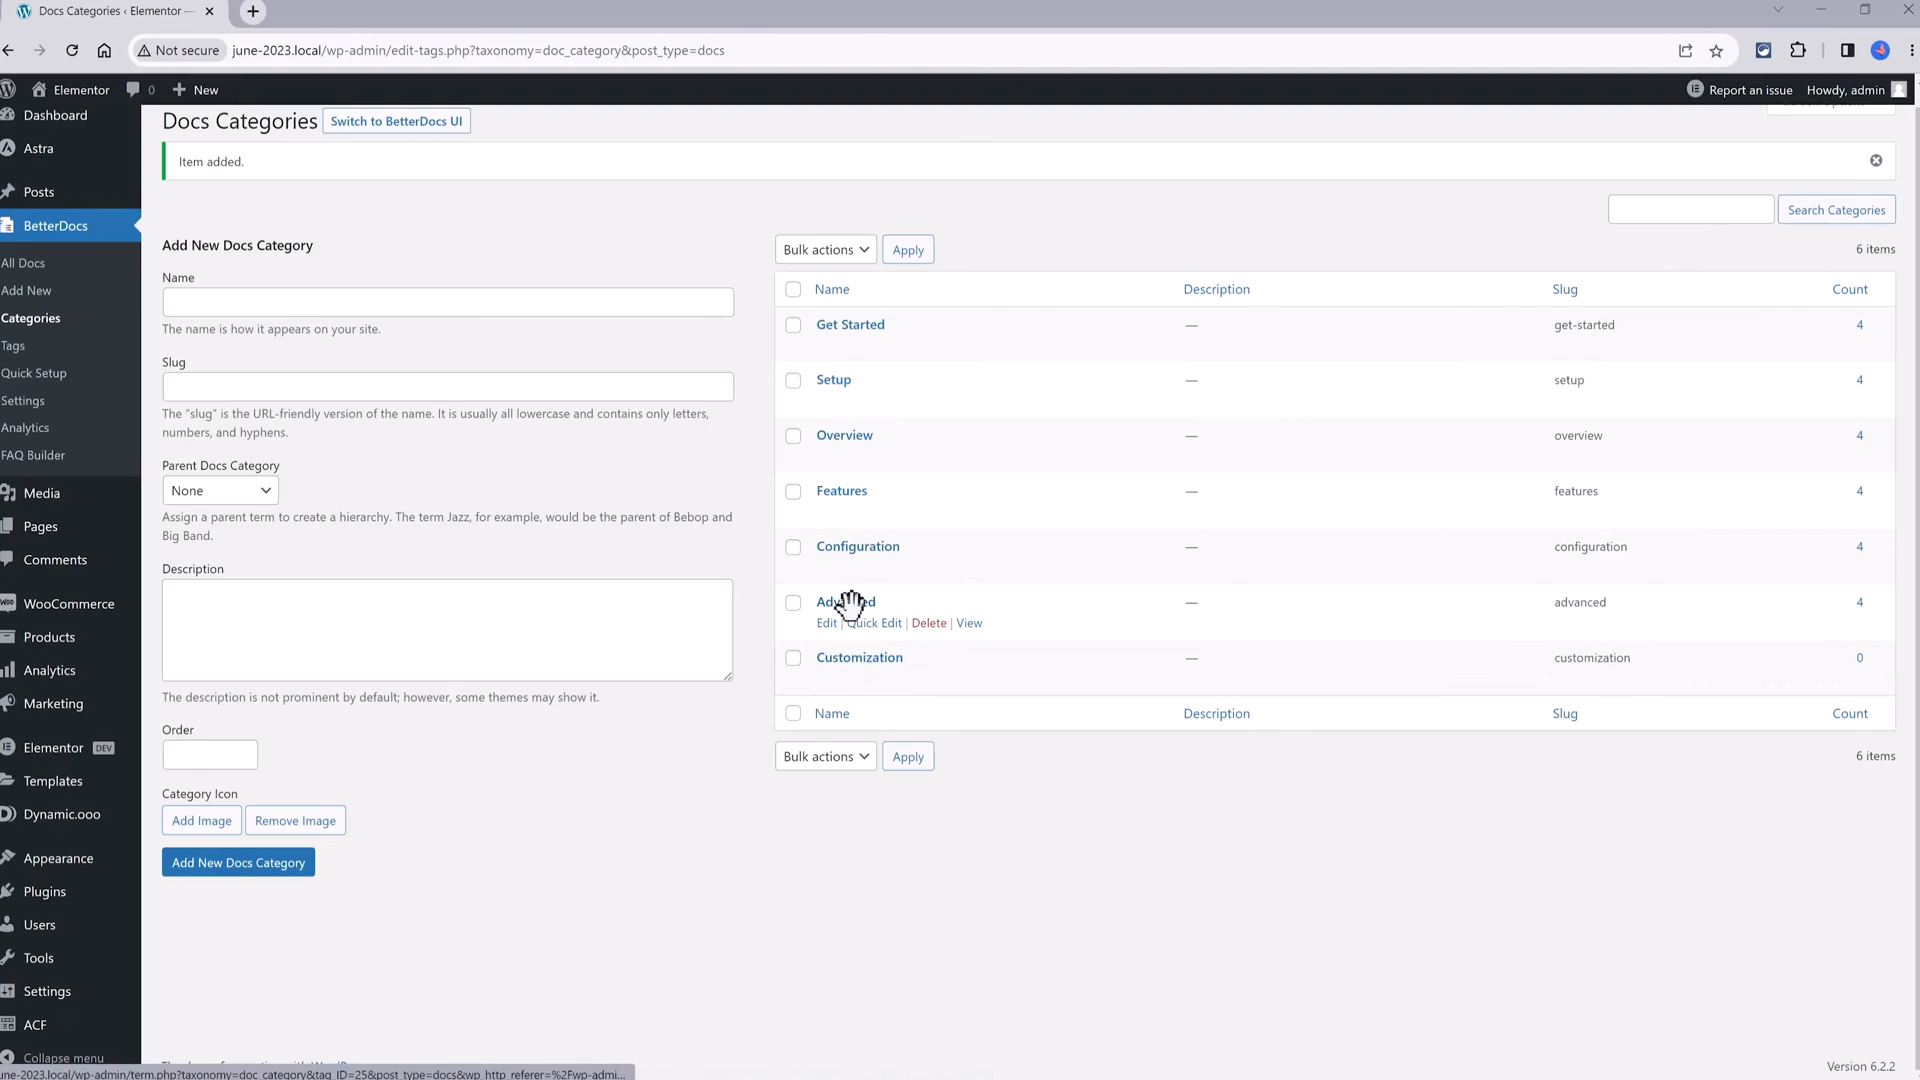 Docs Categories ‹ Elementor —
Not secure
june-2023.local/wp-admin/edit-tags.php?taxonomy=doc_category&post_type=docs
Elementor
0
New
Report an issue
Howdy, admin
Dashboard
Astra
Posts
BetterDocs
All Docs
Add New
Categories
Tags
Quick Setup
Settings
Analytics
FAQ Builder
Media
Pages
Comments
WooCommerce
Products
Analytics
Marketing
Elementor DEV
Templates
Dynamic.ooo
Appearance
Plugins
Users
Tools
Settings
ACF
Collapse menu
Docs Categories
Switch to BetterDocs UI
Item added.
Search Categories
Add New Docs Category
Name
The name is how it appears on your site.
Slug
The “slug” is the URL-friendly version of the name. It is usually all lowercase and contains only letters,
numbers, and hyphens.
Parent Docs Category
None
Assign a parent term to create a hierarchy. The term Jazz, for example, would be the parent of Bebop and
Big Band.
Description
The description is not prominent by default; however, some themes may show it.
Order
Category Icon
Add Image
Remove Image
Add New Docs Category
Bulk actions
Apply
6 items
Name Description Slug Count
Get Started — get-started 4
Setup — setup 4
Overview — overview 4
Features — features 4
Configuration — configuration 4
Advanced — advanced 4
Edit | Quick Edit | Delete | View
Customization — customization 0
Name Description Slug Count
Bulk actions
Apply
6 items
Version 6.2.2
une-2023.local/wp-admin/term.php?taxonomy=doc_category&tag_ID=25&post_type=docs&wp_http_referer=%2Fwp-admi...